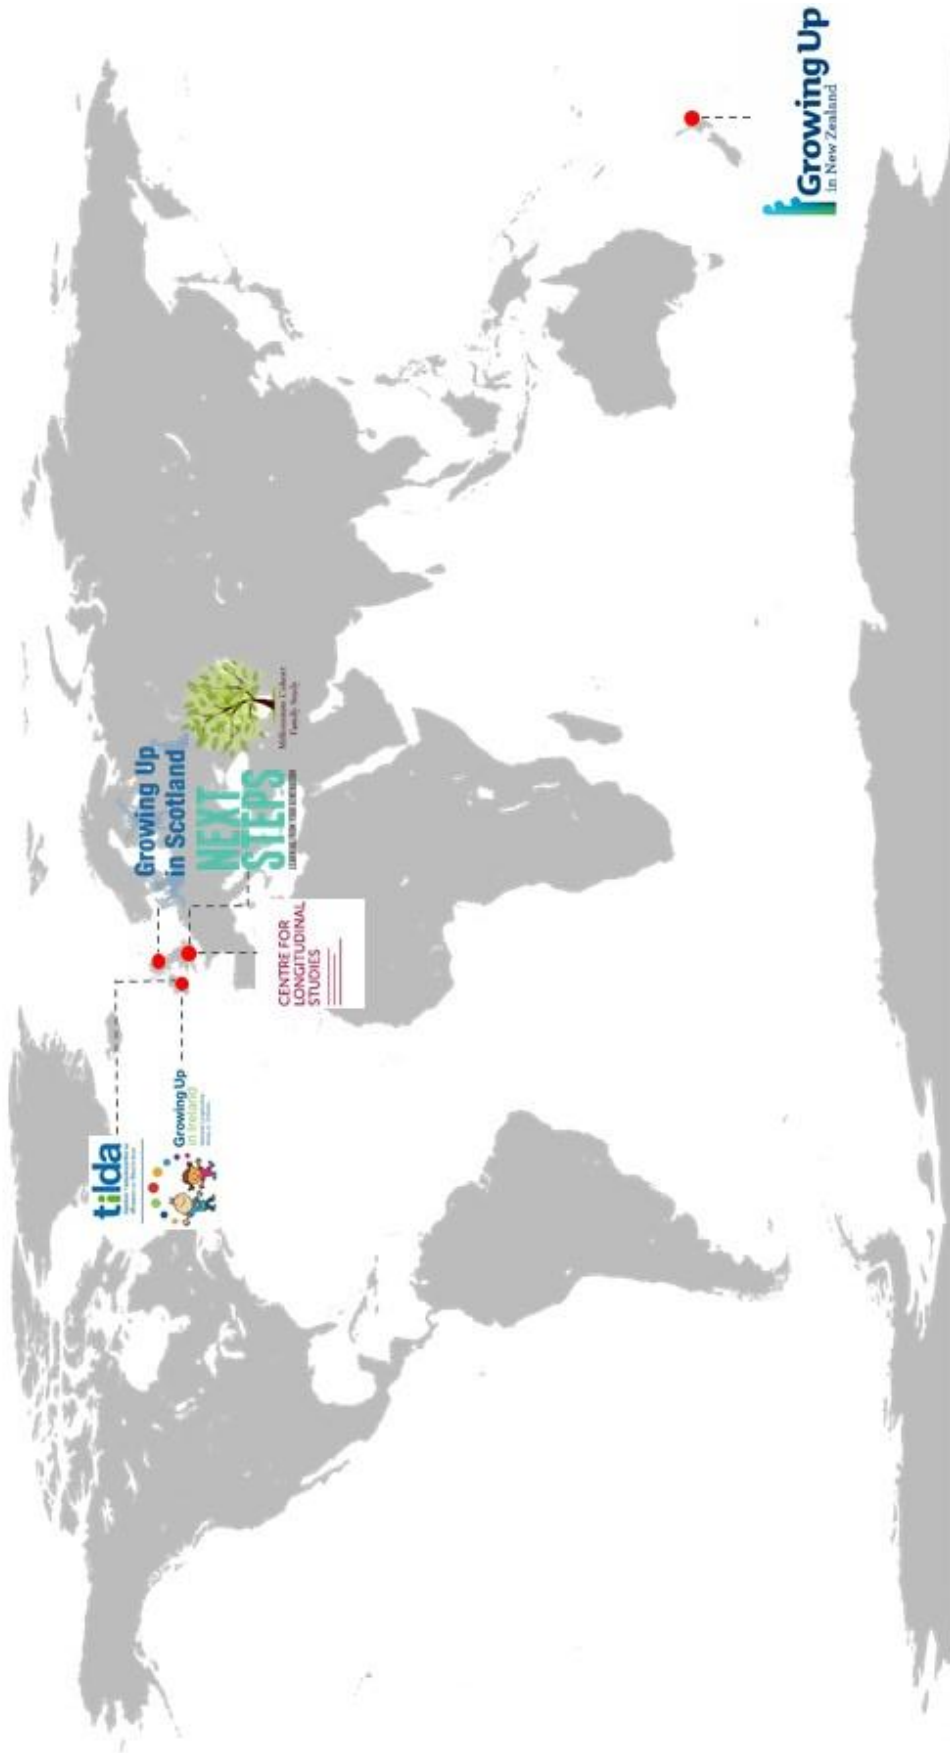 tilda
Growing Up
in Ireland
Growing Up
in Scotland
NEXT
STEPS
Millennium Cohort
Family Study
CENTRE FOR
LONGITUDINAL
STUDIES
Growing Up
in New Zealand